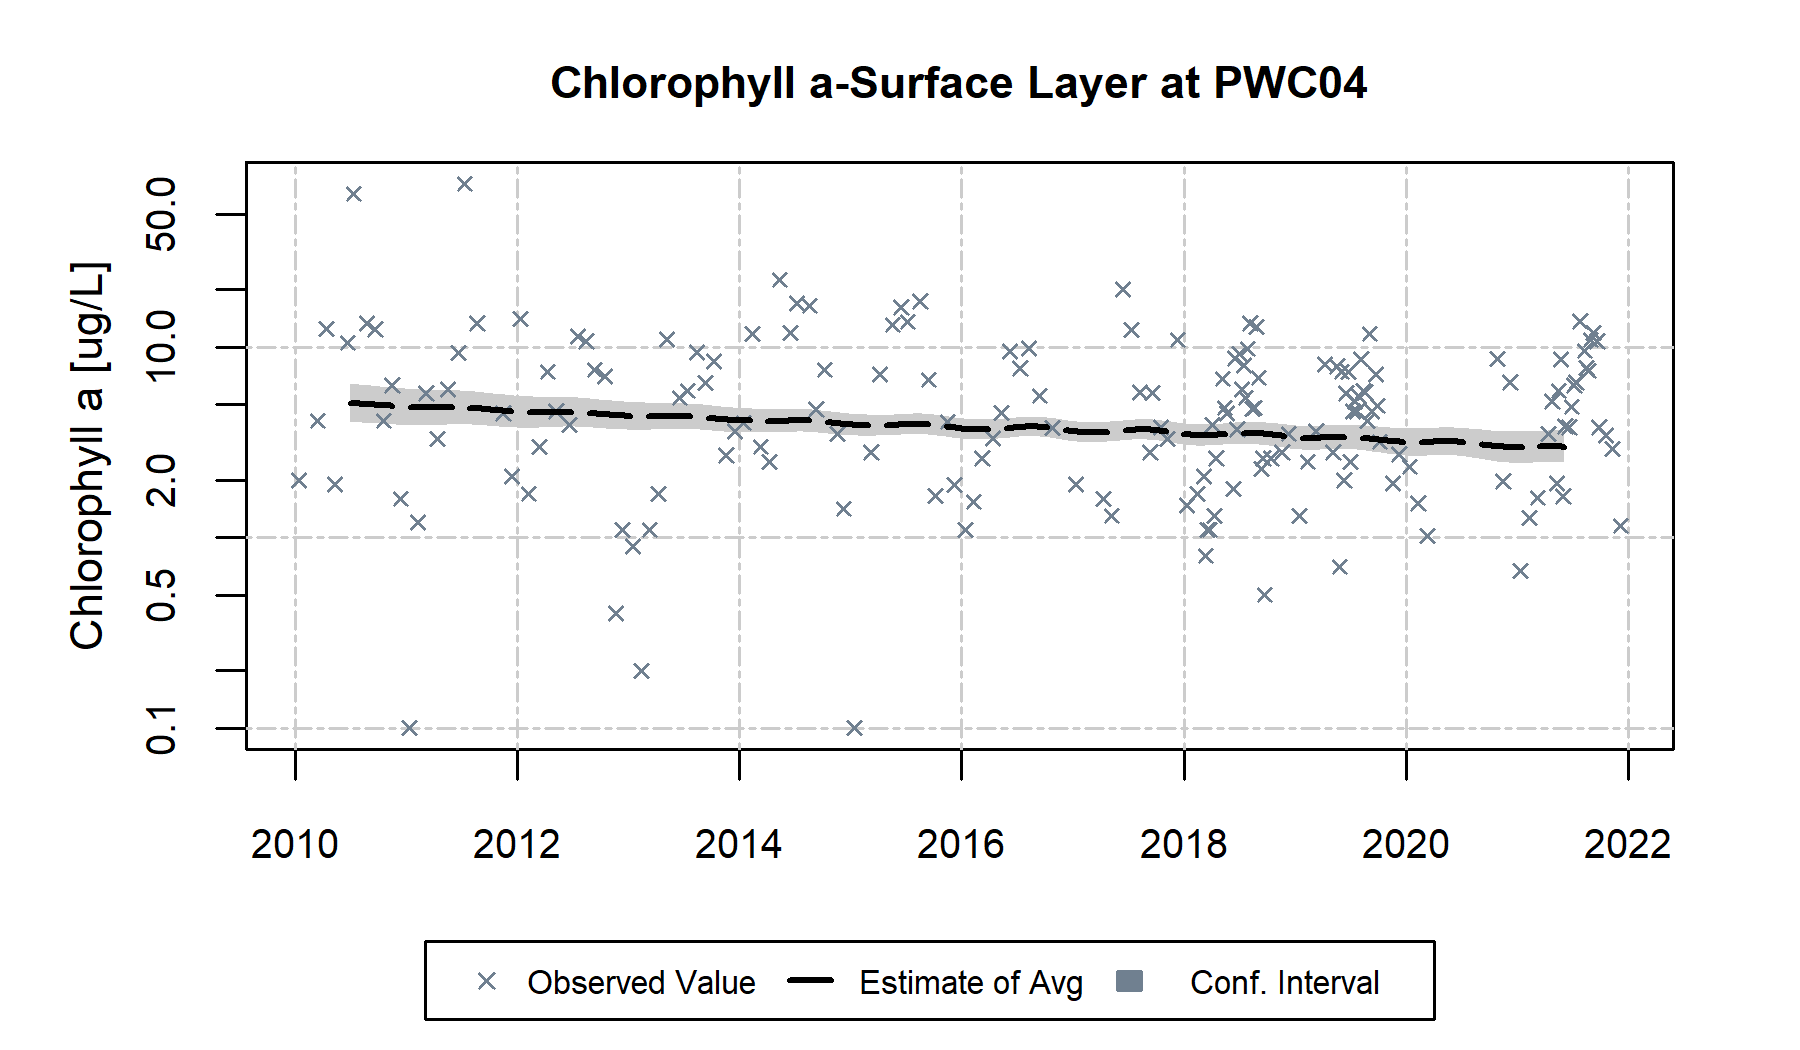 Chlorophyll a-Surface Layer at PWC04
Chlorophyll a [ug/L]
50.0
10.0
2.0
0.5
0.1
2010 2012 2014 2016 2018 2020 2022
Observed Value Estimate of Avg Conf. Interval